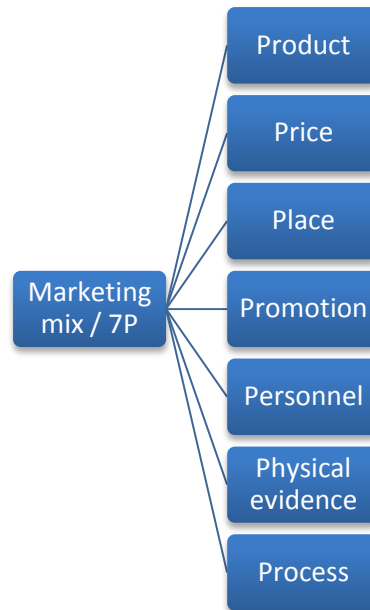 Product
Price
Place
Marketing
mix / 7P
Promotion
Personnel
Physical
evidence
Process